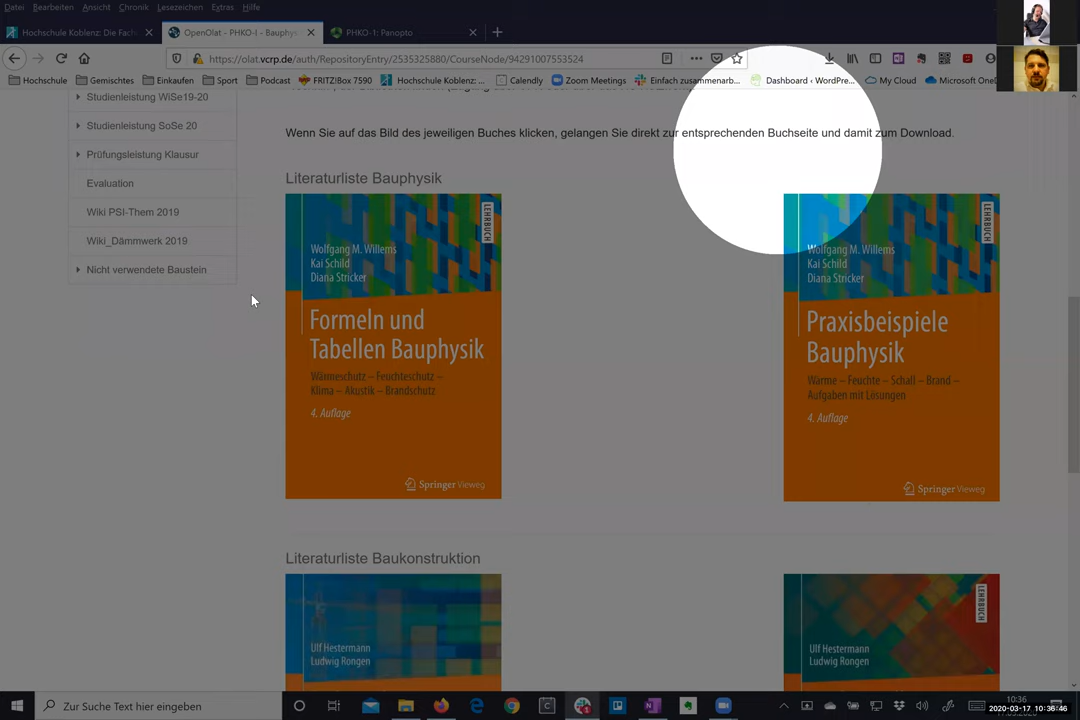 Datei Bearbeiten Ansicht Chronik Lesezeichen Extras Hilfe
Hochschule Koblenz: Die Fach
OpenOlat - PHKO-I - Bauphys
PHKO-1: Panopto
https://olat.vcrp.de/auth/RepositoryEntry/2535125880/CourseNode/94291007553524
Hochschule Gemischtes Einkaufen Sport Podcast FRITZ!Box 7590 Hochschule Koblenz: ... Calendly Zoom Meetings Einfach zusammenarb... Dashboard ‹ WordPre... My Cloud Microsoft One
Studienleistung WiSe19-20
Studienleistung SoSe 20
Prüfungsleistung Klausur
Evaluation
Wiki PSI-Them 2019
Wiki_Dämmwerk 2019
Nicht verwendete Baustein
Wenn Sie auf das Bild des jeweiligen Buches klicken, gelangen Sie direkt zur entsprechenden Buchseite und damit zum Download.
Literaturliste Bauphysik
LEHRBUCH
Wolfgang M. Willems
Kai Schild
Diana Stricker
Formeln und
Tabellen Bauphysik
Wärmeschutz – Feuchteschutz –
Klima – Akustik – Brandschutz
4. Auflage
Springer Vieweg
LEHRBUCH
Wolfgang M. Willems
Kai Schild
Diana Stricker
Praxisbeispiele
Bauphysik
Wärme – Feuchte – Schall – Brand –
Aufgaben mit Lösungen
4. Auflage
Springer Vieweg
Literaturliste Baukonstruktion
Ulf Hestermann
Ludwig Rongen
LEHRBUCH
Ulf Hestermann
Ludwig Rongen
Zur Suche Text hier eingeben
10:36
2020-03-17 10:36:46